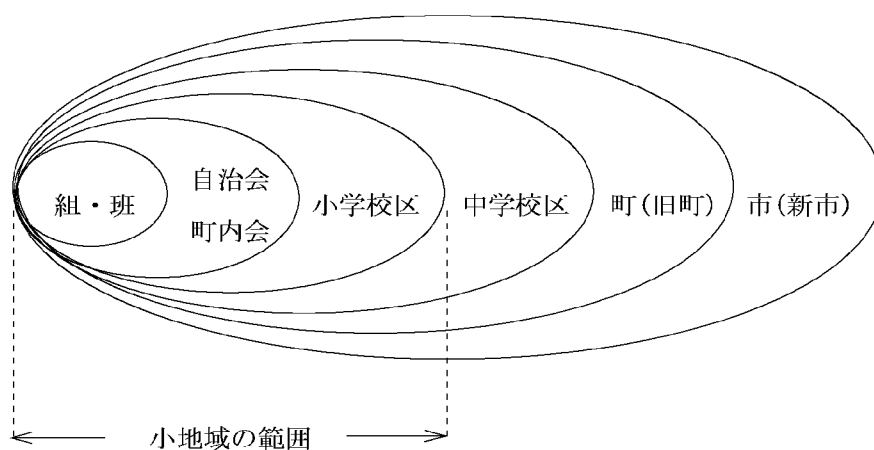 組・班
自治会
町内会
小学校区
中学校区
町(旧町)
市(新市)
小地域の範囲